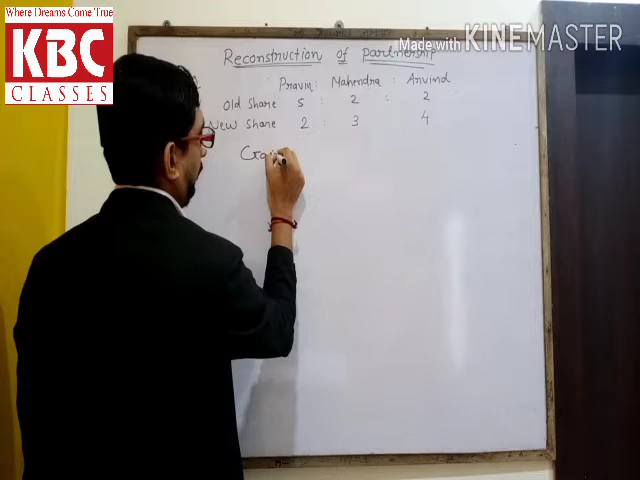 Where Dreams Come True
KBC
CLASSES
Made with KINEMASTER
Reconstruction of partnership
Pravin : Mahendra : Arvind
Old Share 5 : 2 : 2
New Share 2 : 3 4
Gai